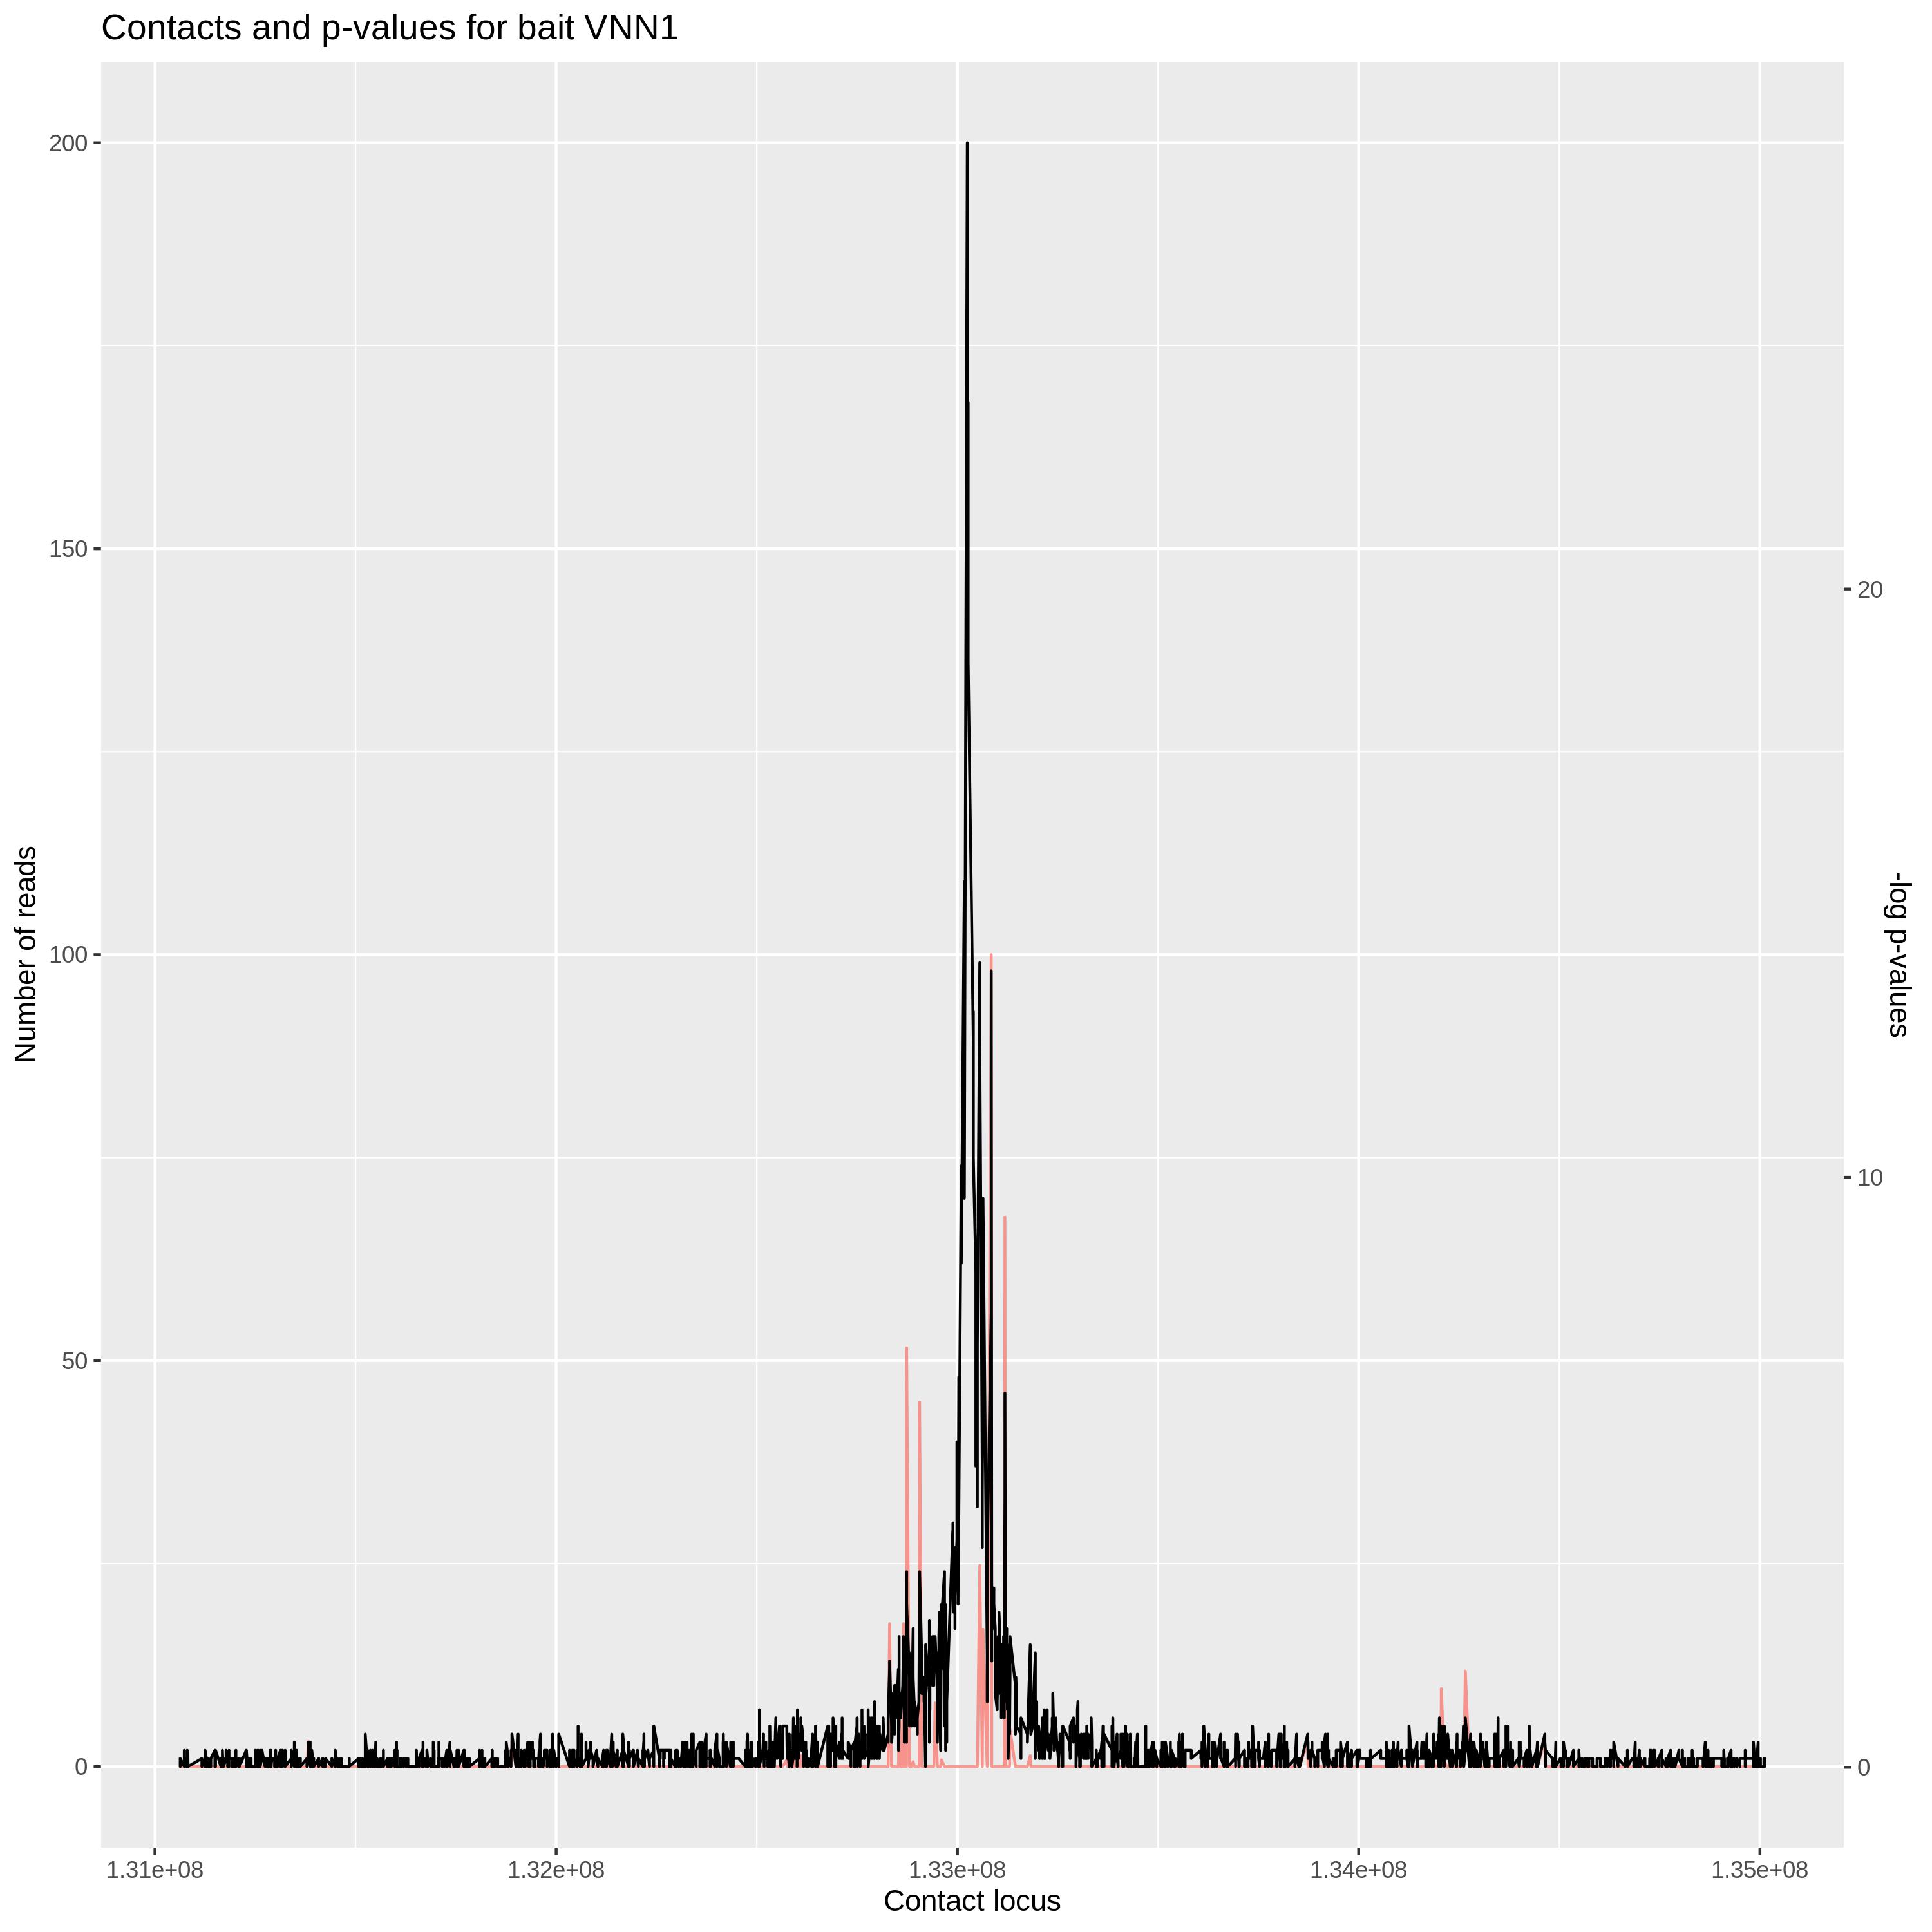 Contacts and p-values for bait VNN1
200
150
100
50
0
Number of reads
20
10
0
-log p-values
1.31e+08
1.32e+08
1.33e+08
1.34e+08
1.35e+08
Contact locus